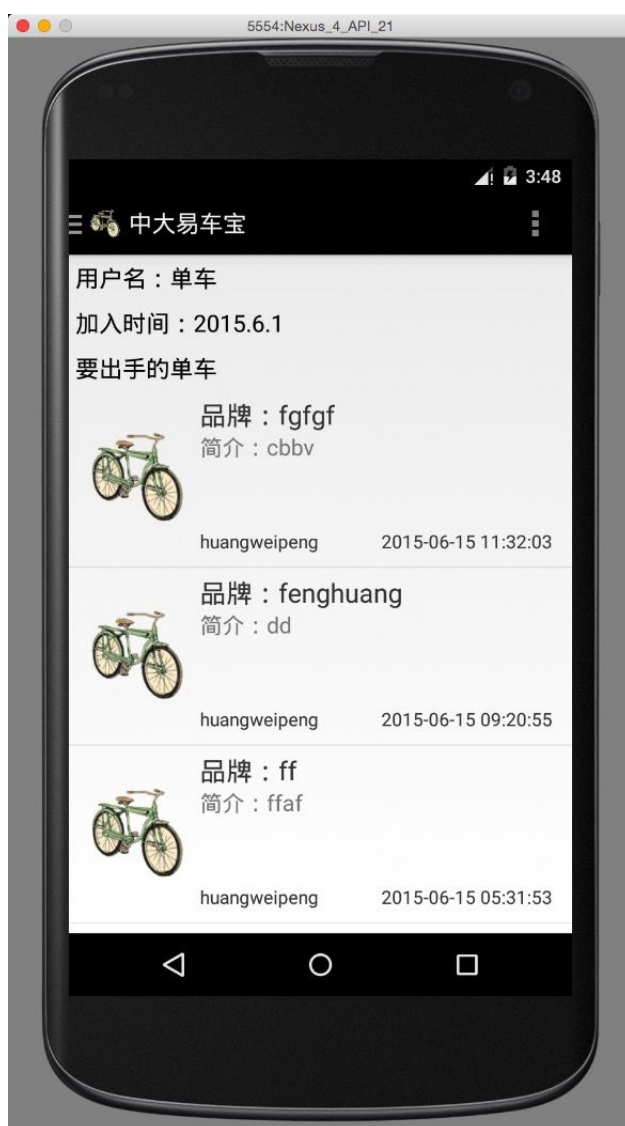 5554:Nexus_4_API_21
3:48
中大易车宝
用户名：单车
加入时间：2015.6.1
要出手的单车
品牌：fgfgf
简介：cbbv
huangweipeng 2015-06-15 11:32:03
品牌：fenghuang
简介：dd
huangweipeng 2015-06-15 09:20:55
品牌：ff
简介：ffaf
huangweipeng 2015-06-15 05:31:53